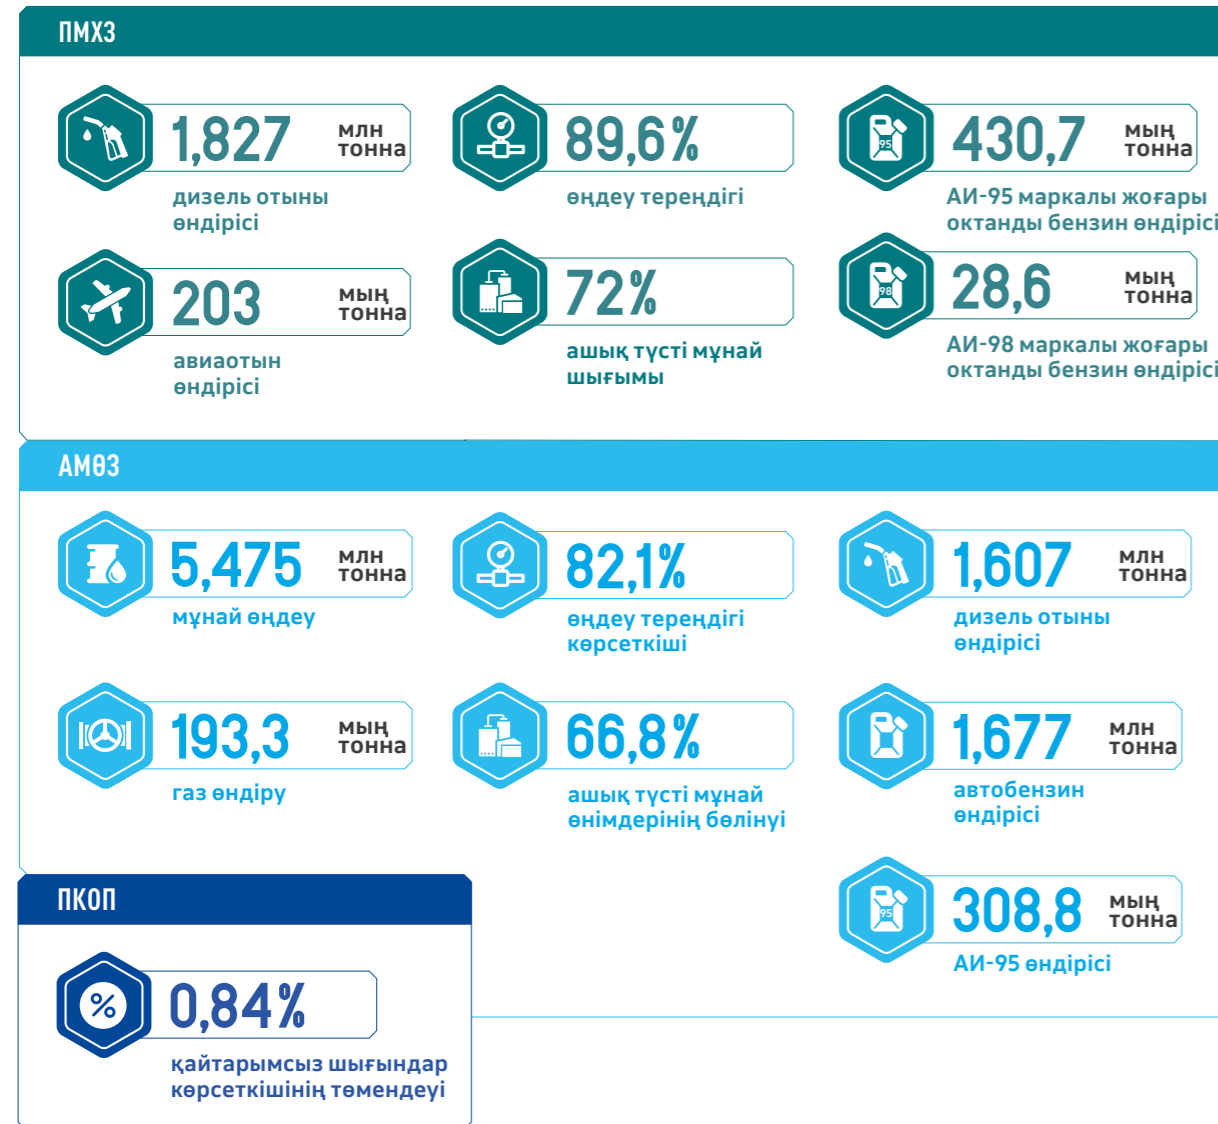 ПМХЗ
1,827 млн
тонна
дизель отыны
өндірісі
89,6%
өңдеу тереңдігі
95
430,7 мың
тонна
АИ-95 маркалы жоғары
октанды бензин өндірісі
203 мың
тонна
авиаотын
өндірісі
72%
ашық түсті мұнай
шығымы
98
28,6 мың
тонна
АИ-98 маркалы жоғары
октанды бензин өндірісі
АМӨЗ
5,475 млн
тонна
мұнай өңдеу
82,1%
өңдеу тереңдігі
көрсеткіші
1,607 млн
тонна
дизель отыны
өндірісі
193,3 мың
тонна
газ өндіру
66,8%
ашық түсті мұнай
өнімдерінің бөлінуі
1,677 млн
тонна
автобензин
өндірісі
95
308,8 мың
тонна
АИ-95 өндірісі
ПКОП
%
0,84%
қайтарымсыз шығындар
көрсеткішінің төмендеуі